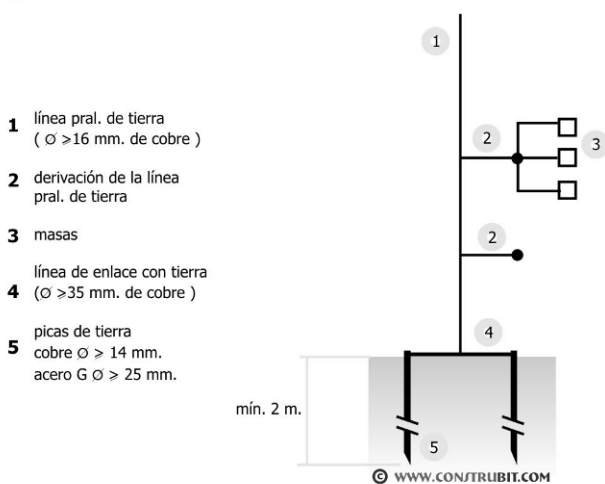 1 línea pral. de tierra
( Ø >16 mm. de cobre )
2 derivación de la línea
pral. de tierra
3 masas
línea de enlace con tierra
4 (Ø >35 mm. de cobre )
picas de tierra
5 cobre Ø > 14 mm.
acero G Ø > 25 mm.
1
2
3
2
4
mín. 2 m.
5
© WWW.CONSTRUBIT.COM